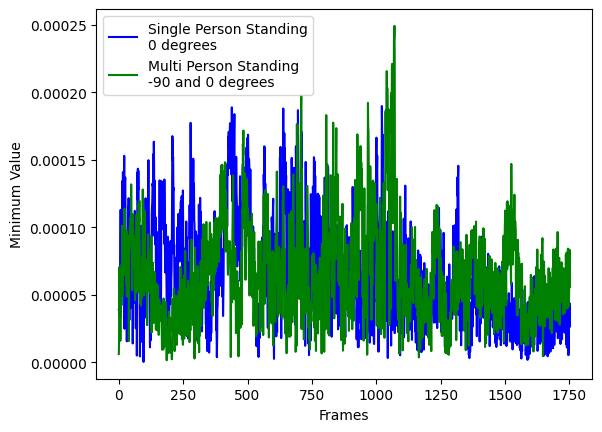 Single Person Standing
0 degrees
Multi Person Standing
-90 and 0 degrees
0.00025
0.00020
0.00015
0.00010
0.00005
0.00000
Minimum Value
0
250
500
750
1000
1250
1500
1750
Frames